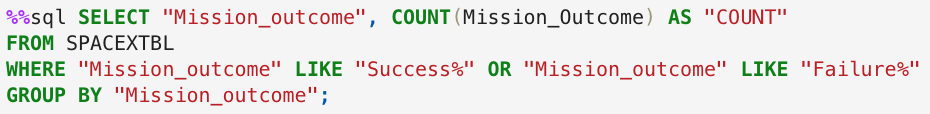 %%sql SELECT "Mission_outcome", COUNT(Mission_Outcome) AS "COUNT"
FROM SPACEXTBL
WHERE "Mission_outcome" LIKE "Success%" OR "Mission_outcome" LIKE "Failure%"
GROUP BY "Mission_outcome";